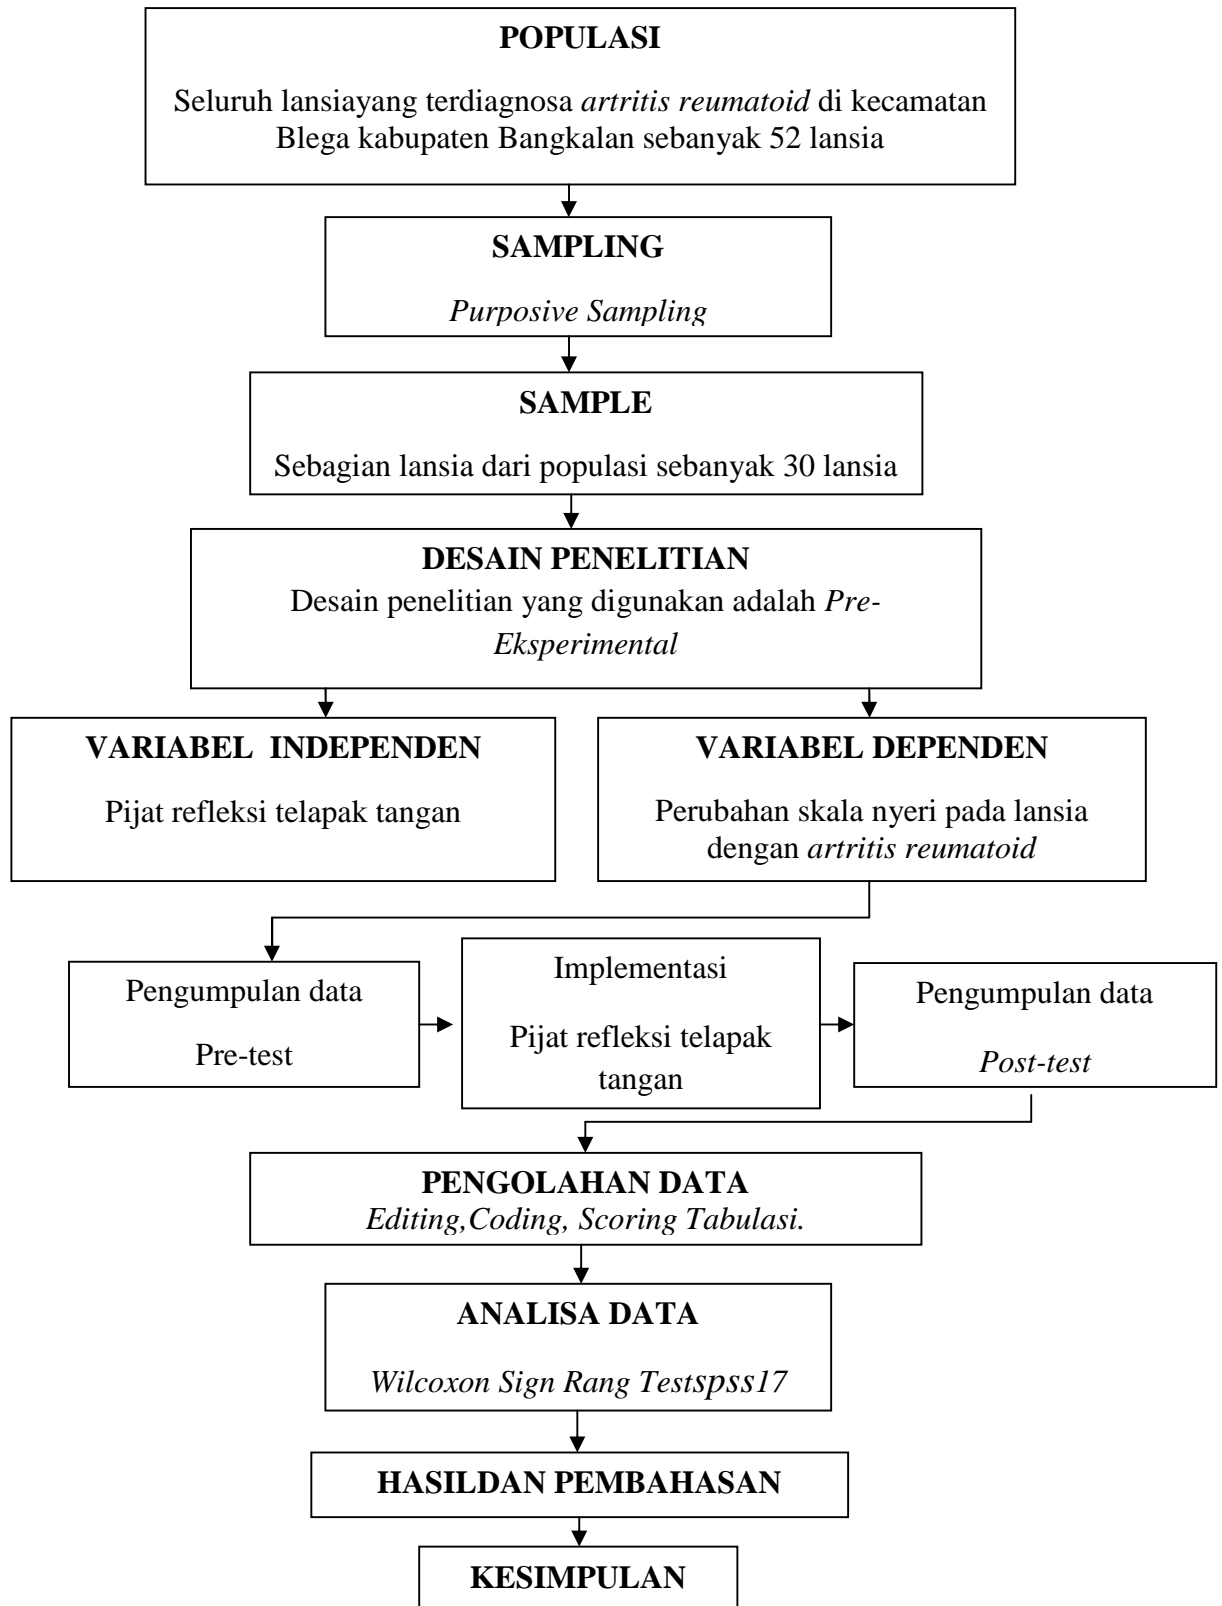 POPULASI
Seluruh lansiayang terdiagnosa artritis reumatoid di kecamatan
Blega kabupaten Bangkalan sebanyak 52 lansia
SAMPLING
Purposive Sampling
SAMPLE
Sebagian lansia dari populasi sebanyak 30 lansia
DESAIN PENELITIAN
Desain penelitian yang digunakan adalah Pre-
Eksperimental
VARIABEL INDEPENDEN
Pijat refleksi telapak tangan
VARIABEL DEPENDEN
Perubahan skala nyeri pada lansia
dengan artritis reumatoid
Pengumpulan data
Pre-test
Implementasi
Pijat refleksi telapak
tangan
Pengumpulan data
Post-test
PENGOLAHAN DATA
Editing,Coding, Scoring Tabulasi.
ANALISA DATA
Wilcoxon Sign Rang Testspss17
HASILDAN PEMBAHASAN
KESIMPULAN